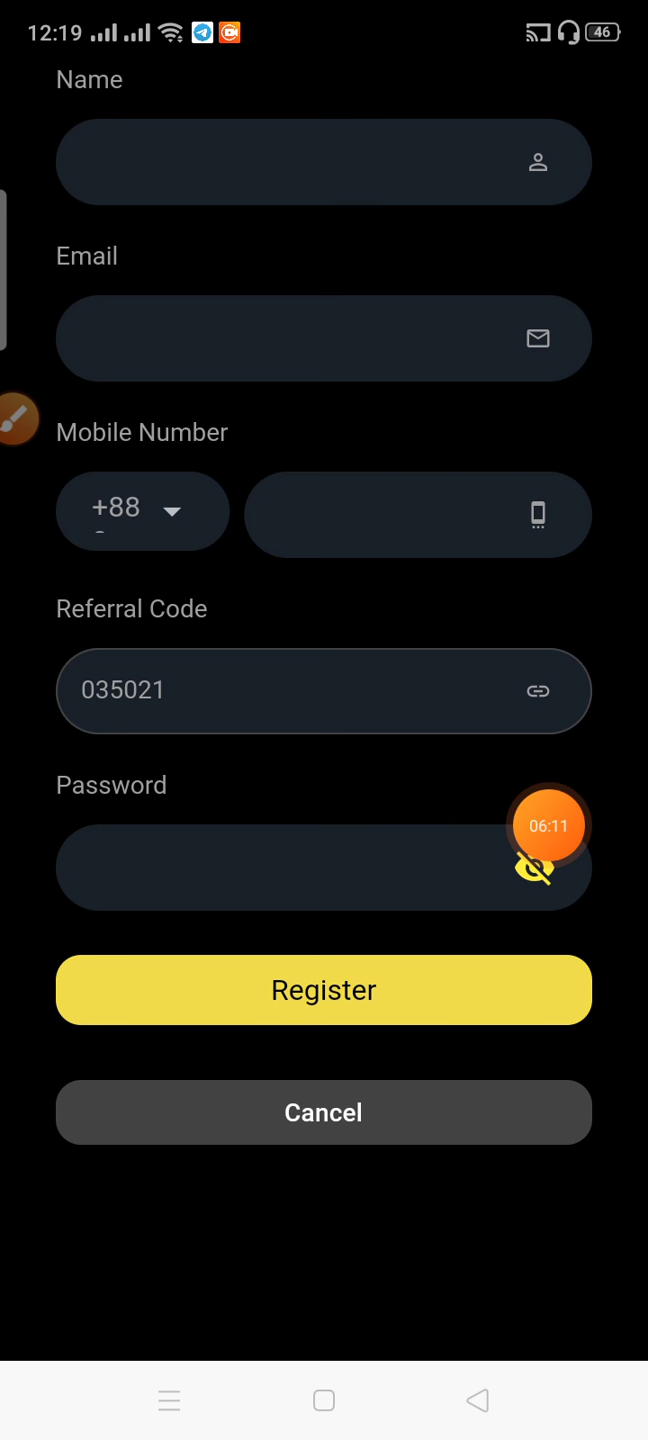 12:19
46
Name
Email
Mobile Number
+88
Referral Code
035021
Password
06:11
Register
Cancel